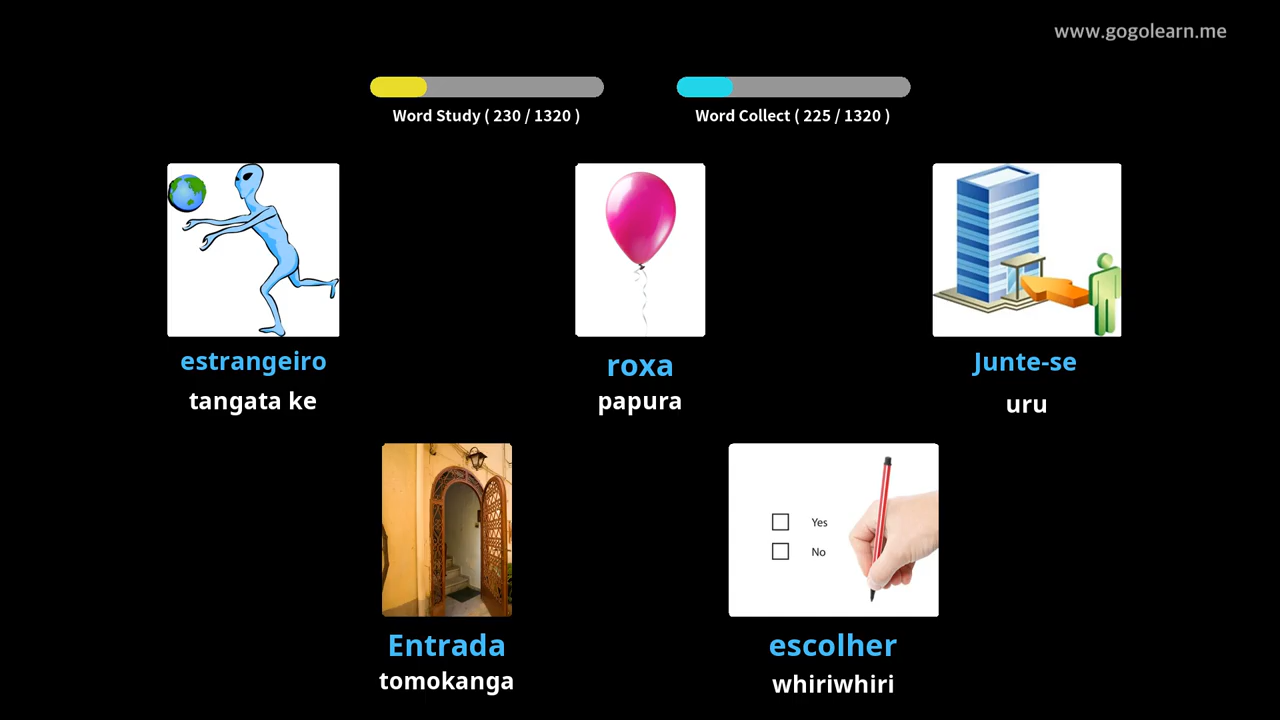 www.gogolearn.me
Word Study ( 230 / 1320 )
Word Collect ( 225 / 1320 )
estrangeiro
tangata ke
roxa
papura
Junte-se
uru
Yes
No
Entrada
tomokanga
escolher
whiriwhiri